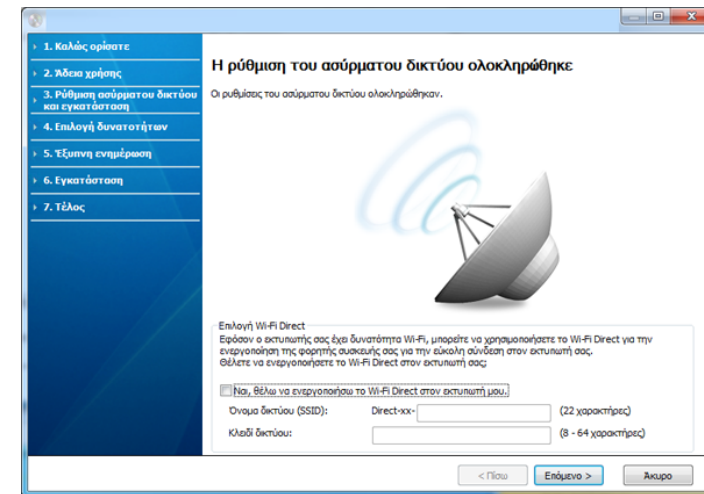 1. Καλώς ορίσατε
2. Άδεια χρήσης
3. Ρύθμιση ασύρματου δικτύου
και εγκατάσταση
4. Επιλογή δυνατοτήτων
5. Έξυπνη ενημέρωση
6. Εγκατάσταση
7. Τέλος
Η ρύθμιση του ασύρματου δικτύου ολοκληρώθηκε
Οι ρυθμίσεις του ασύρματου δικτύου ολοκληρώθηκαν.
Επιλογή Wi-Fi Direct
Εφόσον ο εκτυπωτής σας έχει δυνατότητα Wi-Fi, μπορείτε να χρησιμοποιήσετε το Wi-Fi Direct για την
ενεργοποίηση της φορητής συσκευής σας για την εύκολη σύνδεση στον εκτυπωτή σας.
Θέλετε να ενεργοποιήσετε το Wi-Fi Direct στον εκτυπωτή σας;
Ναι, θέλω να ενεργοποιήσω το Wi-Fi Direct στον εκτυπωτή μου.
Όνομα δικτύου (SSID): Direct-xx- (22 χαρακτήρες)
Κλειδί δικτύου: (8 - 64 χαρακτήρες)
< Πίσω Επόμενο > Άκυρο